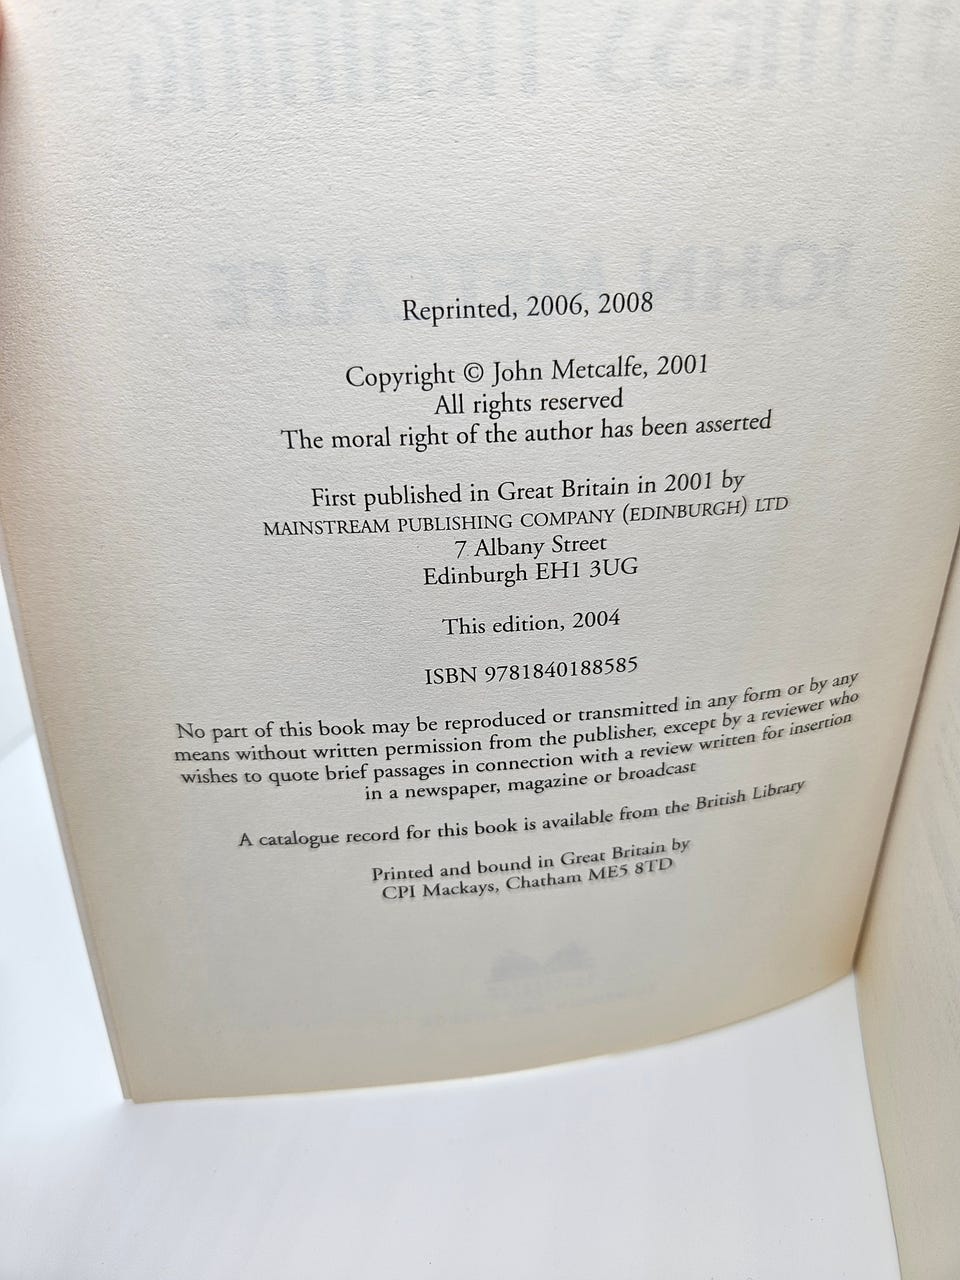 Reprinted, 2006, 2008
Copyright © John Metcalfe, 2001
All rights reserved
The moral right of the author has been asserted
First published in Great Britain in 2001 by
MAINSTREAM PUBLISHING COMPANY (EDINBURGH) LTD
7 Albany Street
Edinburgh EH1 3UG
This edition, 2004
ISBN 9781840188585
No part of this book may be reproduced or transmitted in any form or by any
means without written permission from the publisher, except by a reviewer who
wishes to quote brief passages in connection with a review written for insertion
in a newspaper, magazine or broadcast
A catalogue record for this book is available from the British Library
Printed and bound in Great Britain by
CPI Mackays, Chatham ME5 8TD